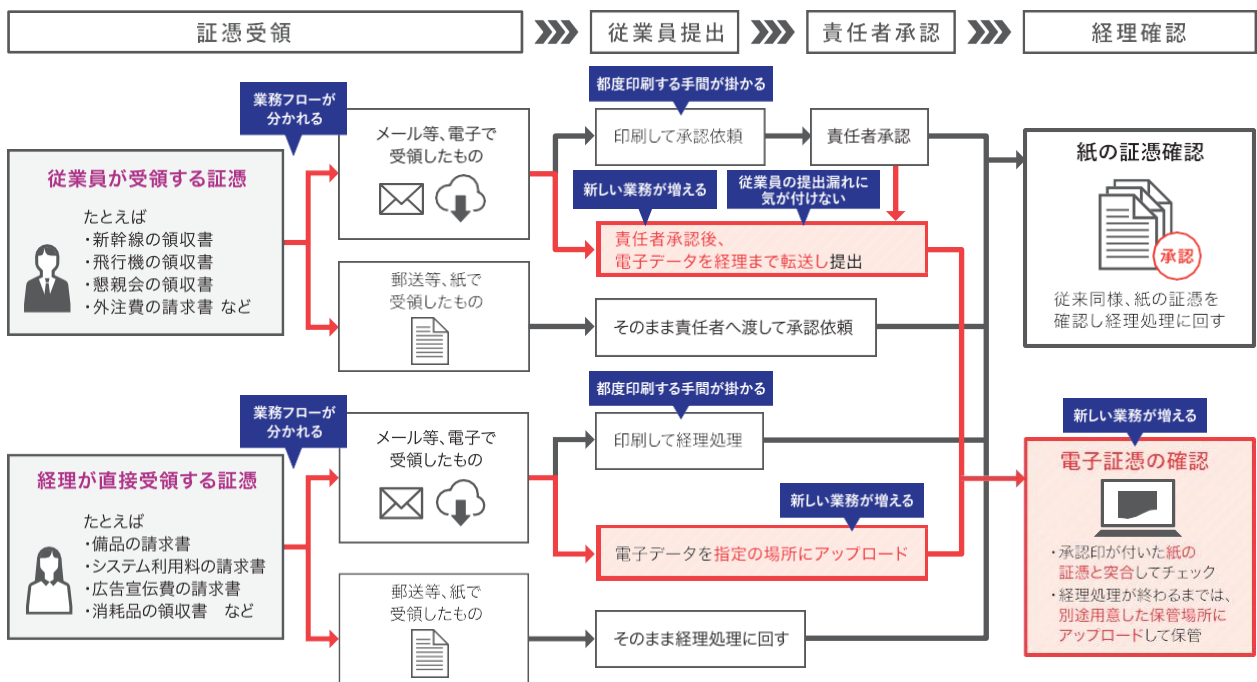 証憑受領
従業員提出
責任者承認
経理確認
業務フローが
分かれる
従業員が受領する証憑
たとえば
・新幹線の領収書
・飛行機の領収書
・懇親会の領収書
・外注費の請求書 など
メール等、電子で
受領したもの
郵送等、紙で
受領したもの
都度印刷する手間が掛かる
印刷して承認依頼
責任者承認
新しい業務が増える
従業員の提出漏れに
気が付けない
責任者承認後、
電子データを経理まで転送し提出
そのまま責任者へ渡して承認依頼
紙の証憑確認
承認
従来同様、紙の証憑を
確認し経理処理に回す
業務フローが
分かれる
経理が直接受領する証憑
たとえば
・備品の請求書
・システム利用料の請求書
・広告宣伝費の請求書
・消耗品の領収書 など
メール等、電子で
受領したもの
郵送等、紙で
受領したもの
都度印刷する手間が掛かる
印刷して経理処理
新しい業務が増える
電子データを指定の場所にアップロード
そのまま経理処理に回す
新しい業務が増える
電子証憑の確認
・承認印が付いた紙の
証憑と突合してチェック
・経理処理が終わるまでは、
別途用意した保管場所に
アップロードして保管